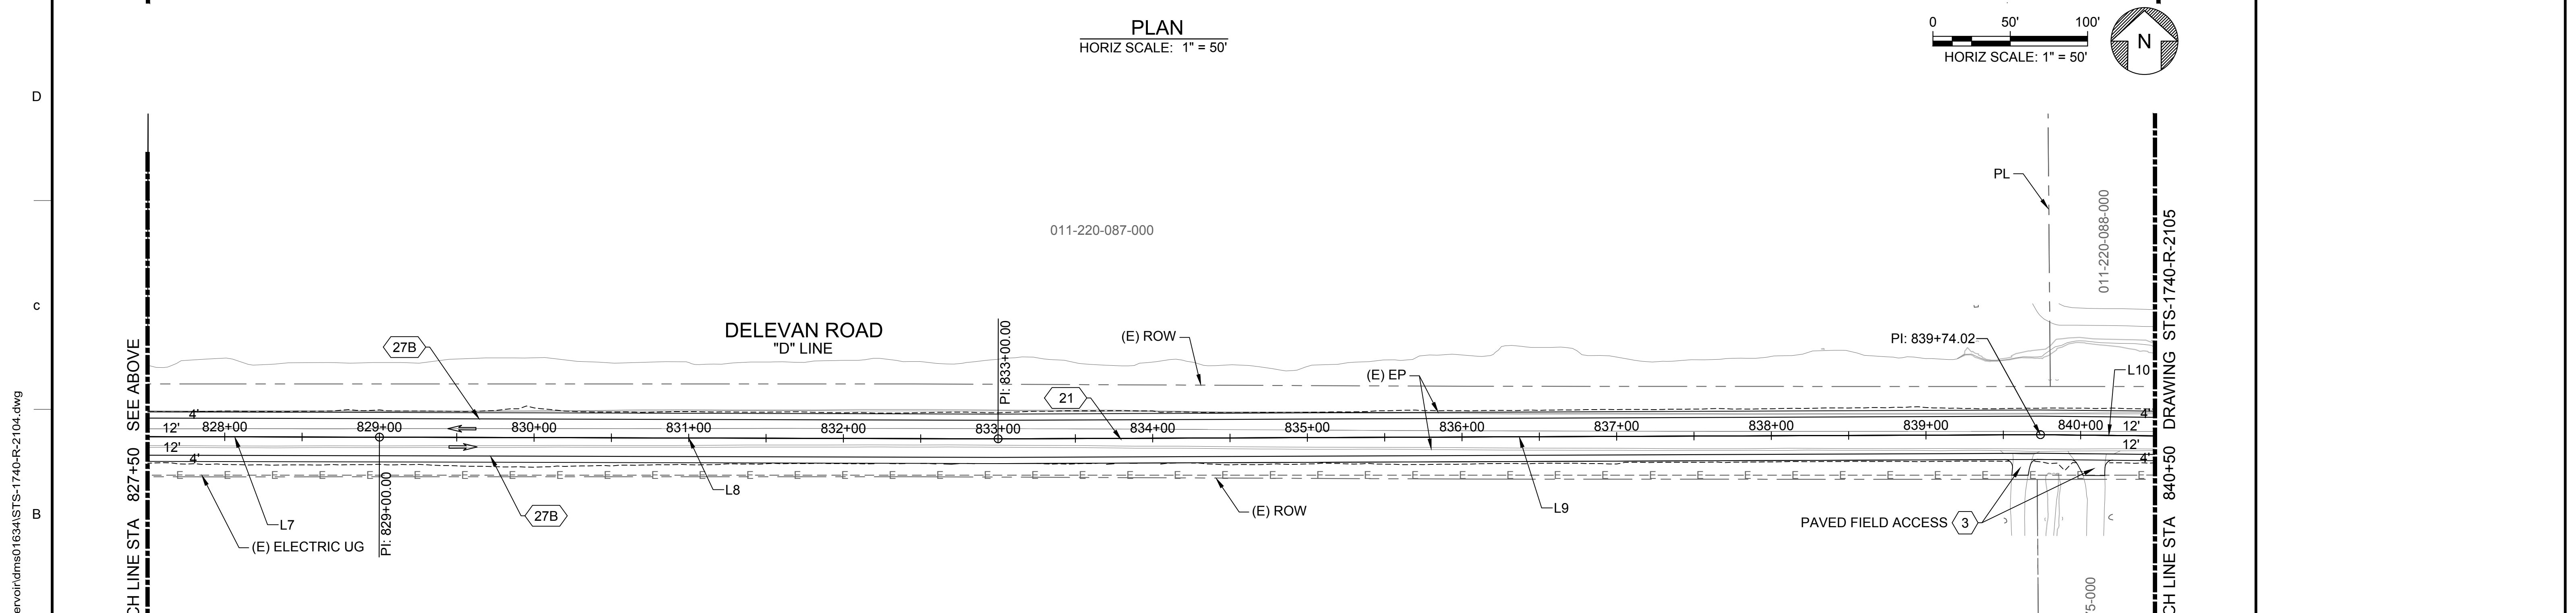 PLAN
HORIZ SCALE: 1" = 50'
0 50' 100'
HORIZ SCALE: 1" = 50'
N
D
PL
011-220-087-000
011-220-088-000
DRAWING STS-1740-R-2105
c
DELEVAN ROAD
"D" LINE
27B
(E) ROW
PI: 833+00.00
PI: 839+74.02
SEE ABOVE
(E) EP
21
L10
4'
4'
12' 828+00 829+00 830+00 831+00 832+00 833+00 834+00 835+00 836+00 837+00 838+00 839+00 840+00 12'
12'
12'
4'
4'
E E E E E E E E E E E E E E E E E E E E E E E E E E E E E E E E E E E E E E E E E E
L8
(E) ROW
L9
27B
L7
(E) ELECTRIC UG
PI: 829+00.00
PAVED FIELD ACCESS 3
B
CH LINE STA 827+50
CH LINE STA 840+50
5-000
ervoir\dms01634\STS-1740-R-2104.dwg